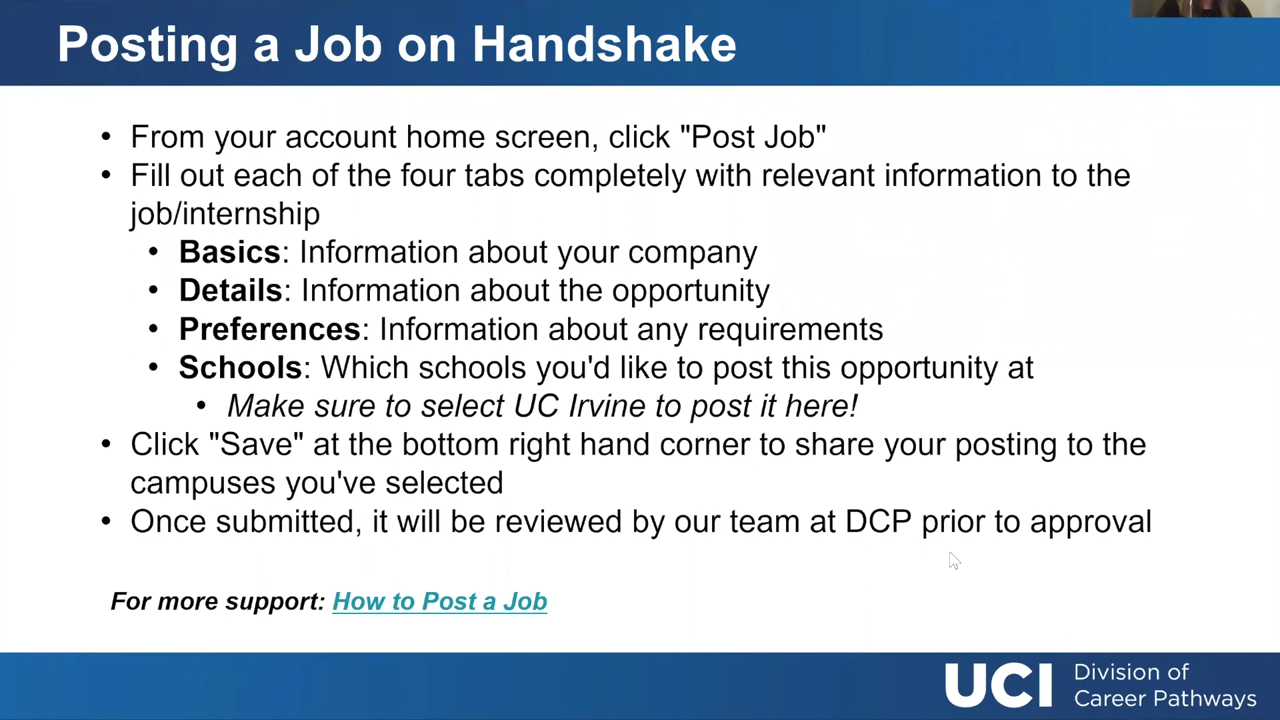 Posting a Job on Handshake
• From your account home screen, click "Post Job"
• Fill out each of the four tabs completely with relevant information to the
job/internship
• Basics: Information about your company
• Details: Information about the opportunity
• Preferences: Information about any requirements
• Schools: Which schools you'd like to post this opportunity at
• Make sure to select UC Irvine to post it here!
• Click "Save" at the bottom right hand corner to share your posting to the
campuses you've selected
• Once submitted, it will be reviewed by our team at DCP prior to approval
For more support: How to Post a Job
UCI Division of
Career Pathways